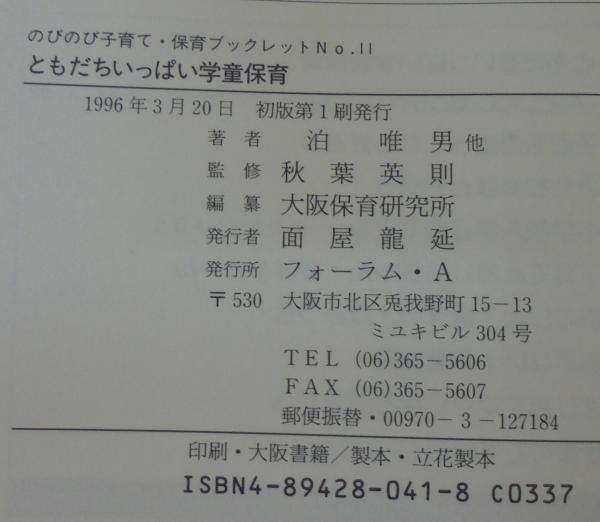 のびのび子育て・保育ブックレットNo.11
ともだちいっぱい学童保育
1996年3月20日 初版第1刷発行
著者 泊唯男他
監修 秋葉英則
編纂 大阪保育研究所
発行者 面屋龍延
発行所 フォーラム・A
〒530 大阪市北区兎我野町15−13
ミユキビル304号
TEL (06)365−5606
FAX (06)365−5607
郵便振替・00970−3−127184
印刷・大阪書籍/製本・立花製本
ISBN4-89428-041-8 C0337